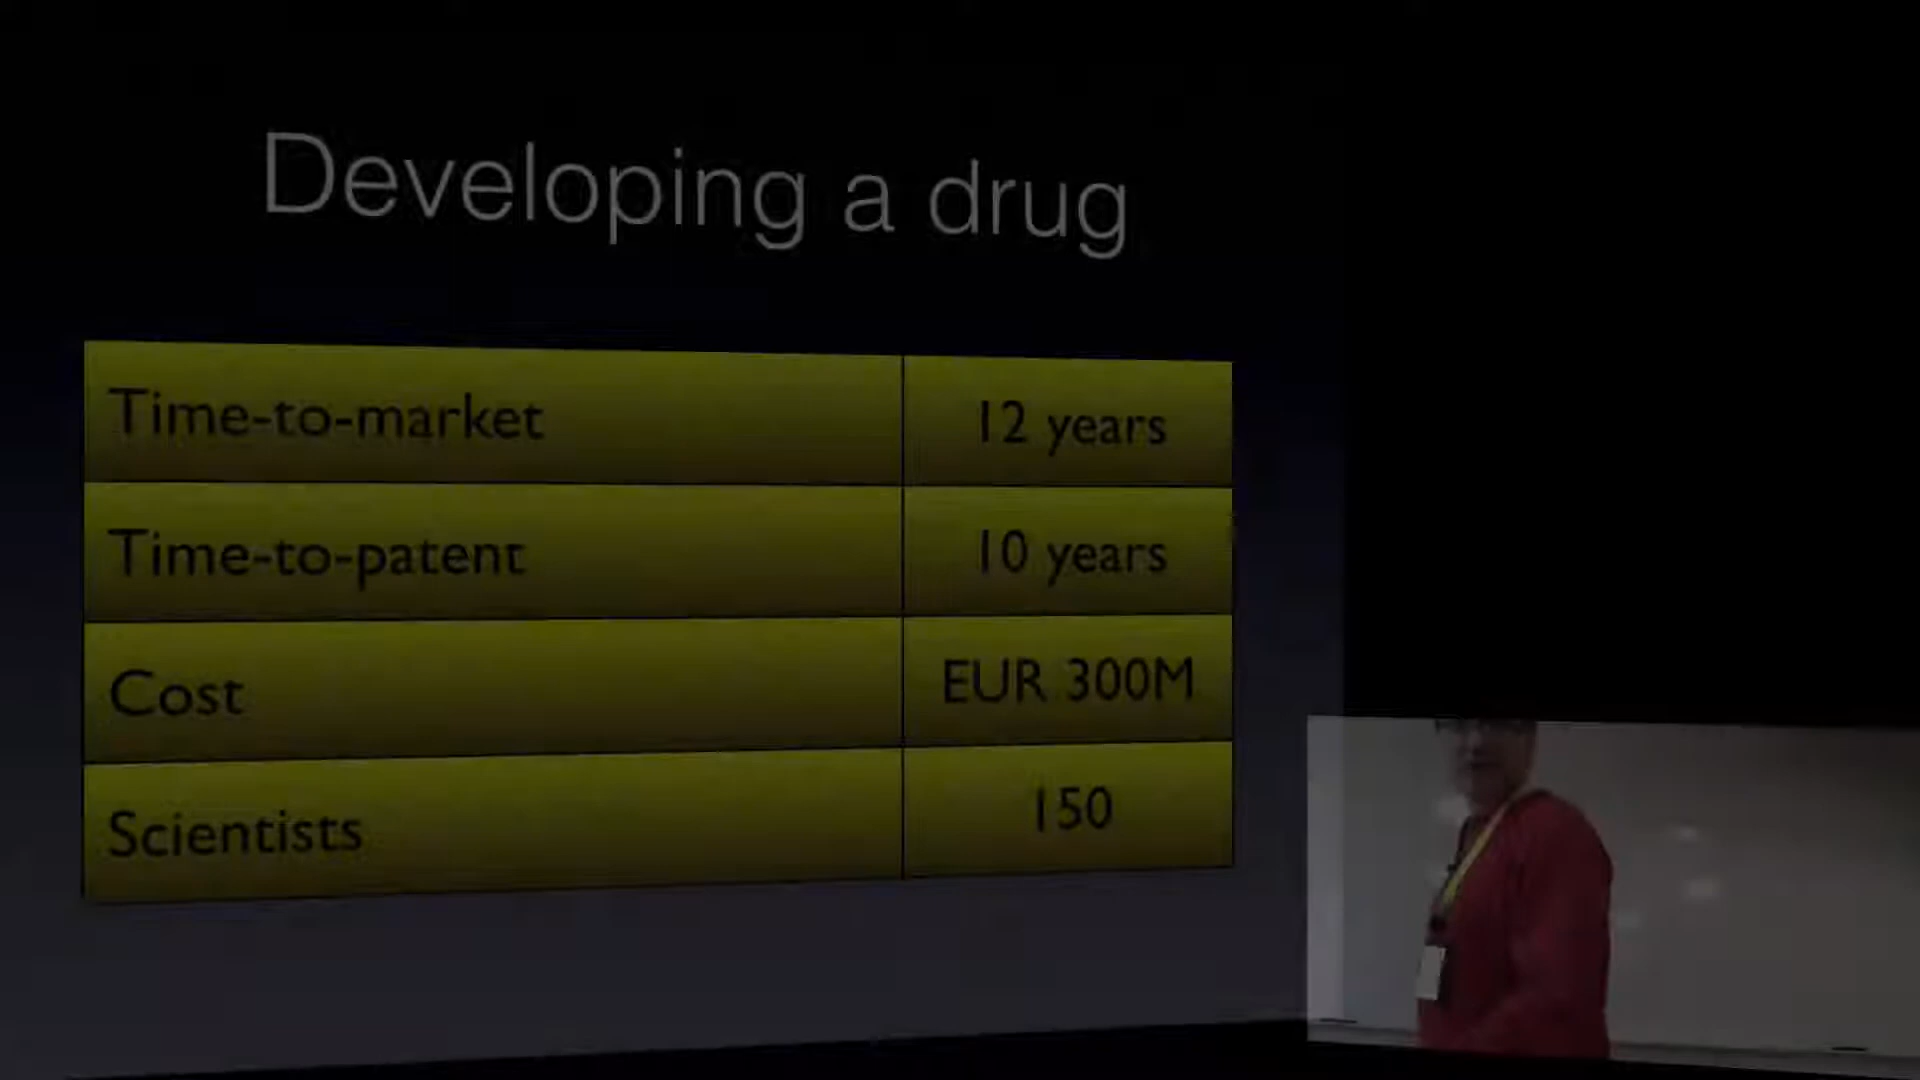 Developing a drug
Time-to-market 12 years
Time-to-patent 10 years
Cost EUR 300M
Scientists 150